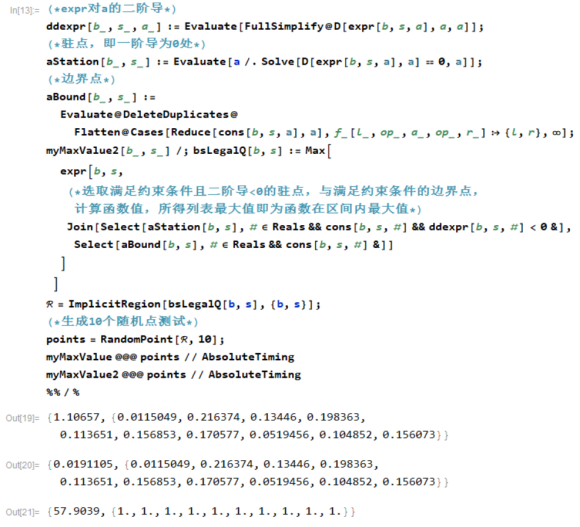 In[13]:= (*expr对a的二阶导*)
ddexpr[b_, s_, a_] := Evaluate[FullSimplify@D[expr[b, s, a], a, a]];
(*驻点，即一阶导为0处*)
aStation[b_, s_] := Evaluate[a /. Solve[D[expr[b, s, a], a] == 0, a]];
(*边界点*)
aBound[b_, s_] :=
Evaluate@DeleteDuplicates@
Flatten@Cases[Reduce[cons[b, s, a], a], f_[l_, op_, a_, op_, r_] :> {l, r}, ∞];
myMaxValue2[b_, s_] /; bsLegalQ[b, s] := Max[
expr[b, s,
(*选取满足约束条件且二阶导<0的驻点，与满足约束条件的边界点，
计算函数值，所得列表最大值即为函数在区间内最大值*)
Join[Select[aStation[b, s], # ∈ Reals && cons[b, s, #] && ddexpr[b, s, #] < 0 &],
Select[aBound[b, s], # ∈ Reals && cons[b, s, #] &]]
]
]
ℛ = ImplicitRegion[bsLegalQ[b, s], {b, s}];
(*生成10个随机点测试*)
points = RandomPoint[ℛ, 10];
myMaxValue @@@ points // AbsoluteTiming
myMaxValue2 @@@ points // AbsoluteTiming
%% / %
Out[19]= {1.10657, {0.0115049, 0.216374, 0.13446, 0.198363,
0.113651, 0.156853, 0.170577, 0.0519456, 0.104852, 0.156073}}
Out[20]= {0.0191105, {0.0115049, 0.216374, 0.13446, 0.198363,
0.113651, 0.156853, 0.170577, 0.0519456, 0.104852, 0.156073}}
Out[21]= {57.9039, {1., 1., 1., 1., 1., 1., 1., 1., 1., 1.}}